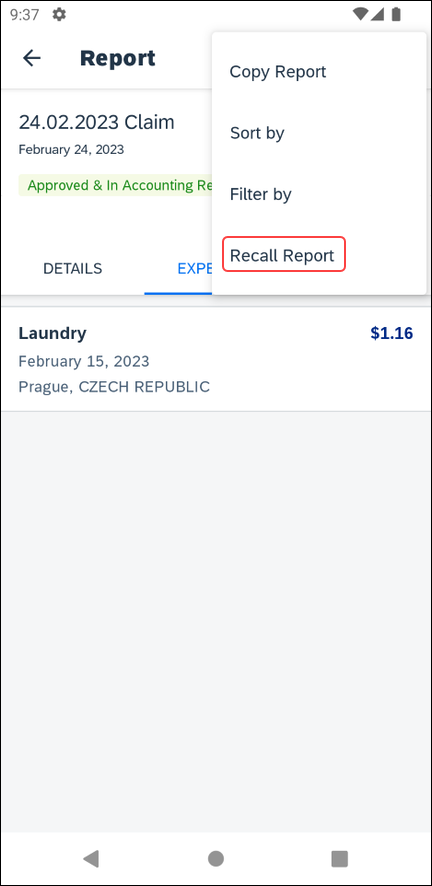 9:37
Report
Copy Report
Sort by
Filter by
Recall Report
24.02.2023 Claim
February 24, 2023
Approved & In Accounting Re
DETAILS
EXPE
Laundry
$1.16
February 15, 2023
Prague, CZECH REPUBLIC